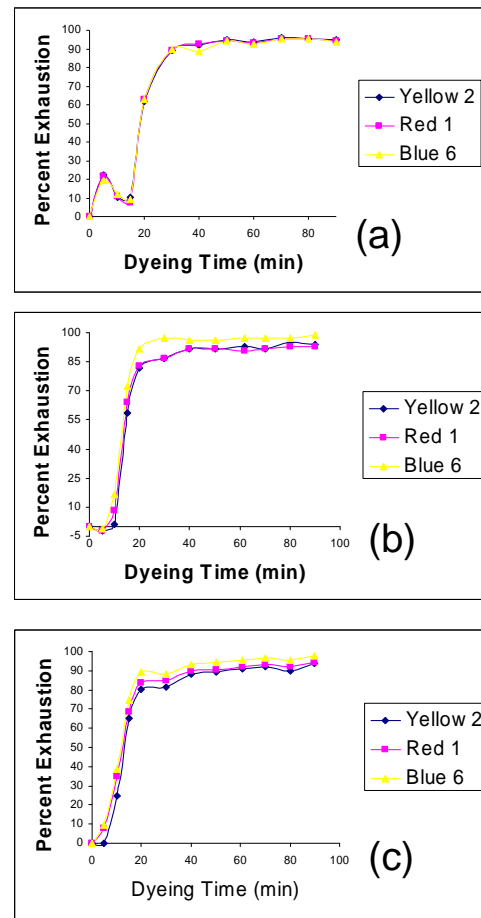 Percent Exhaustion
100
90
80
70
60
50
40
30
20
10
0
0 20 40 60 80
Dyeing Time (min)
Yellow 2
Red 1
Blue 6
(a)
Percent Exhaustion
100
85
70
55
40
25
10
-5
0 20 40 60 80 100
Dyeing Time (min)
Yellow 2
Red 1
Blue 6
(b)
Percent Exhaustion
100
90
80
70
60
50
40
30
20
10
0
0 20 40 60 80 100
Dyeing Time (min)
Yellow 2
Red 1
Blue 6
(c)